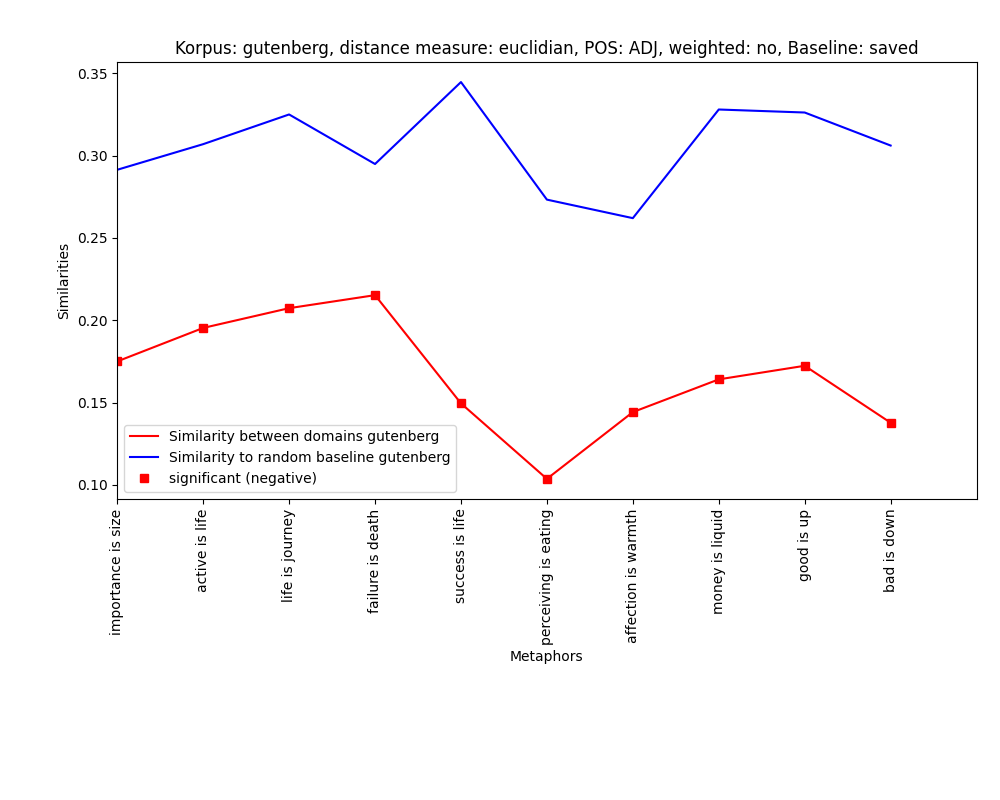 Korpus: gutenberg, distance measure: euclidian, POS: ADJ, weighted: no, Baseline: saved
Similarities
0.35
0.30
0.25
0.20
0.15
0.10
Similarity between domains gutenberg
Similarity to random baseline gutenberg
significant (negative)
importance is size
active is life
life is journey
failure is death
success is life
perceiving is eating
affection is warmth
money is liquid
good is up
bad is down
Metaphors